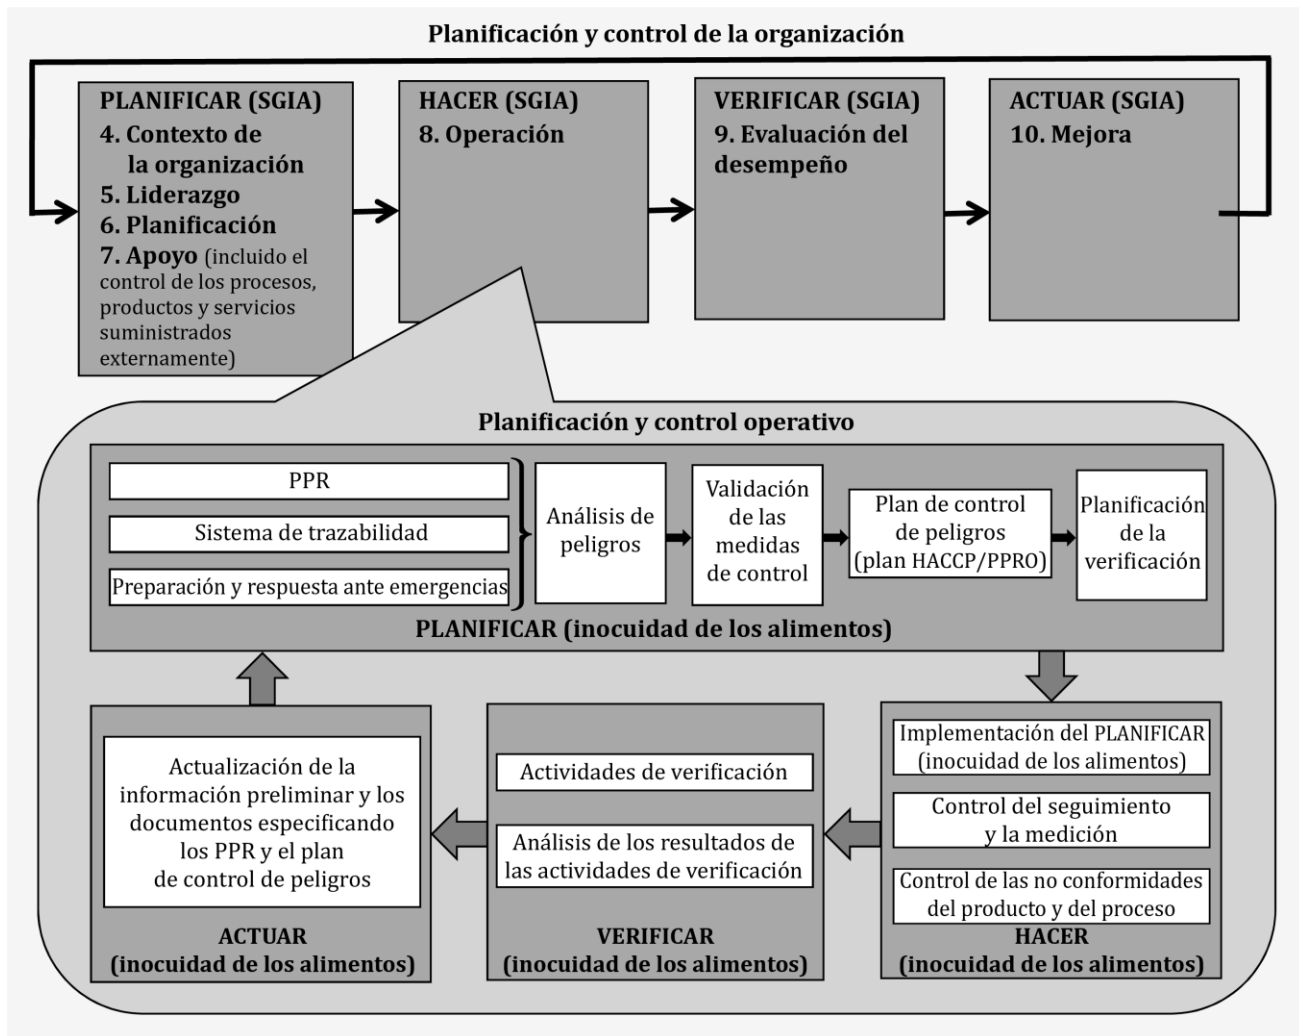 Planificación y control de la organización
PLANIFICAR (SGIA)
4. Contexto de
la organización
5. Liderazgo
6. Planificación
7. Apoyo (incluido el
control de los procesos,
productos y servicios
suministrados
externamente)
HACER (SGIA)
8. Operación
VERIFICAR (SGIA)
9. Evaluación del
desempeño
ACTUAR (SGIA)
10. Mejora
Planificación y control operativo
PPR
Sistema de trazabilidad
Preparación y respuesta ante emergencias
Análisis de
peligros
Validación
de las
medidas
de control
Plan de control
de peligros
(plan HACCP/PPRO)
Planificación
de la
verificación
PLANIFICAR (inocuidad de los alimentos)
Actualización de la
información preliminar y los
documentos especificando
los PPR y el plan
de control de peligros
ACTUAR
(inocuidad de los alimentos)
Actividades de verificación
Análisis de los resultados de
las actividades de verificación
VERIFICAR
(inocuidad de los alimentos)
Implementación del PLANIFICAR
(inocuidad de los alimentos)
Control del seguimiento
y la medición
Control de las no conformidades
del producto y del proceso
HACER
(inocuidad de los alimentos)